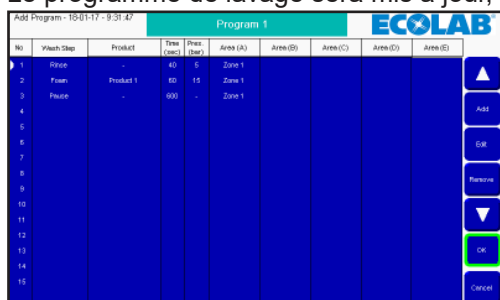 Le programme de lavage sera mis à jour,
Add Program - 18-01-17 - 9:31:47 Program 1 ECOLAB
No Wash Step Product Time (sec) Pres. (bar) Area (A) Area (B) Area (C) Area (D) Area (E)
1 Rinse - 40 5 Zone 1
2 Foam Product 1 60 15 Zone 1
3 Pause - 600 - Zone 1
4
5
6
7
8
9
10
11
12
13
14
15
Add
Edit
Remove
OK
Cancel